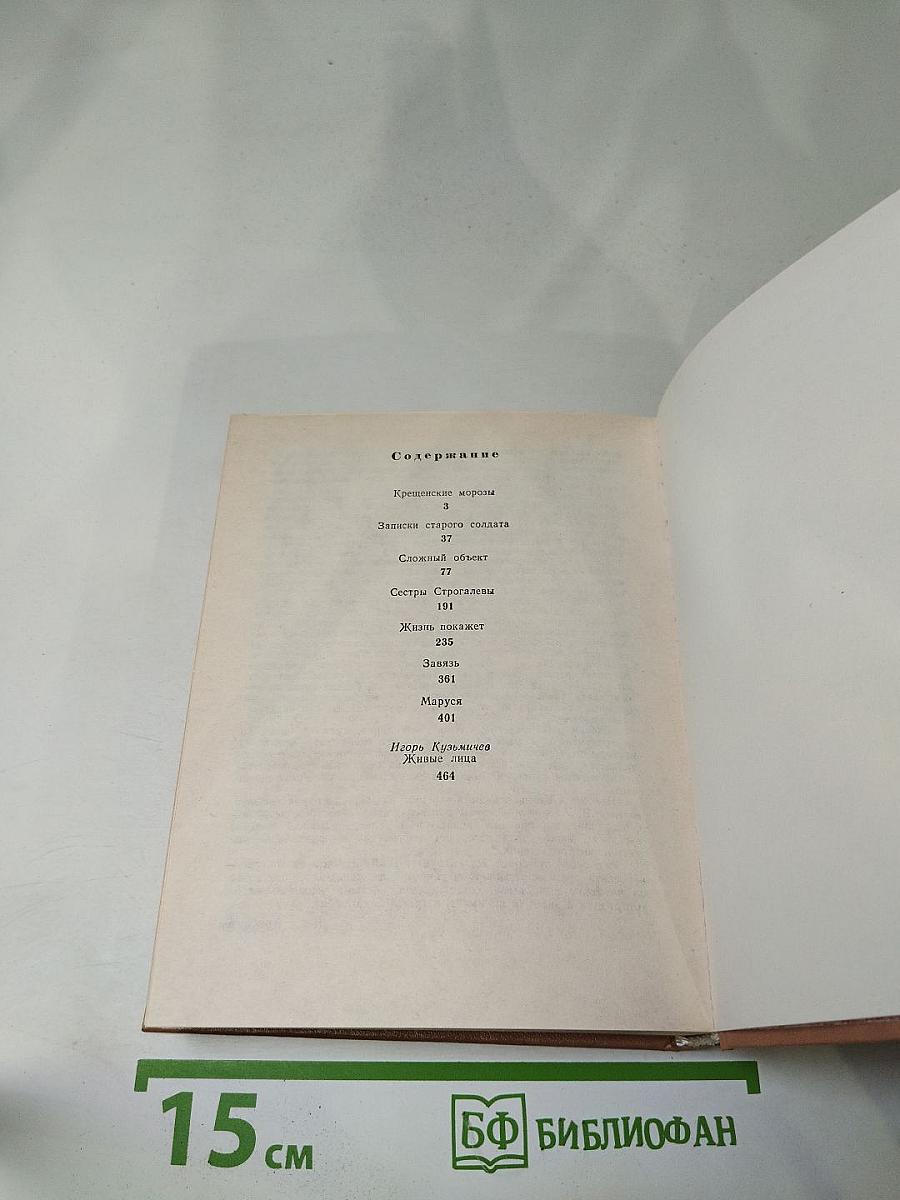 Содержание
Крещенские морозы
3
Записки старого солдата
37
Сложный объект
77
Сестры Строгалевы
191
Жизнь покажет
235
Завязь
361
Маруся
401
Игорь Кузьмичев
Живые лица
464
15 см
БФ БИБЛИОФАН